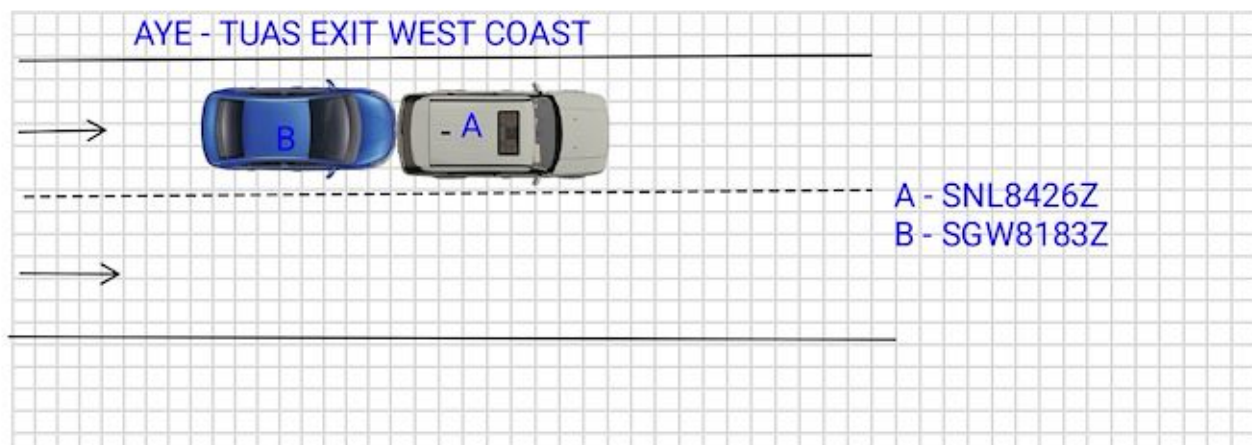 AYE - TUAS EXIT WEST COAST
B
A
A - SNL8426Z
B - SGW8183Z